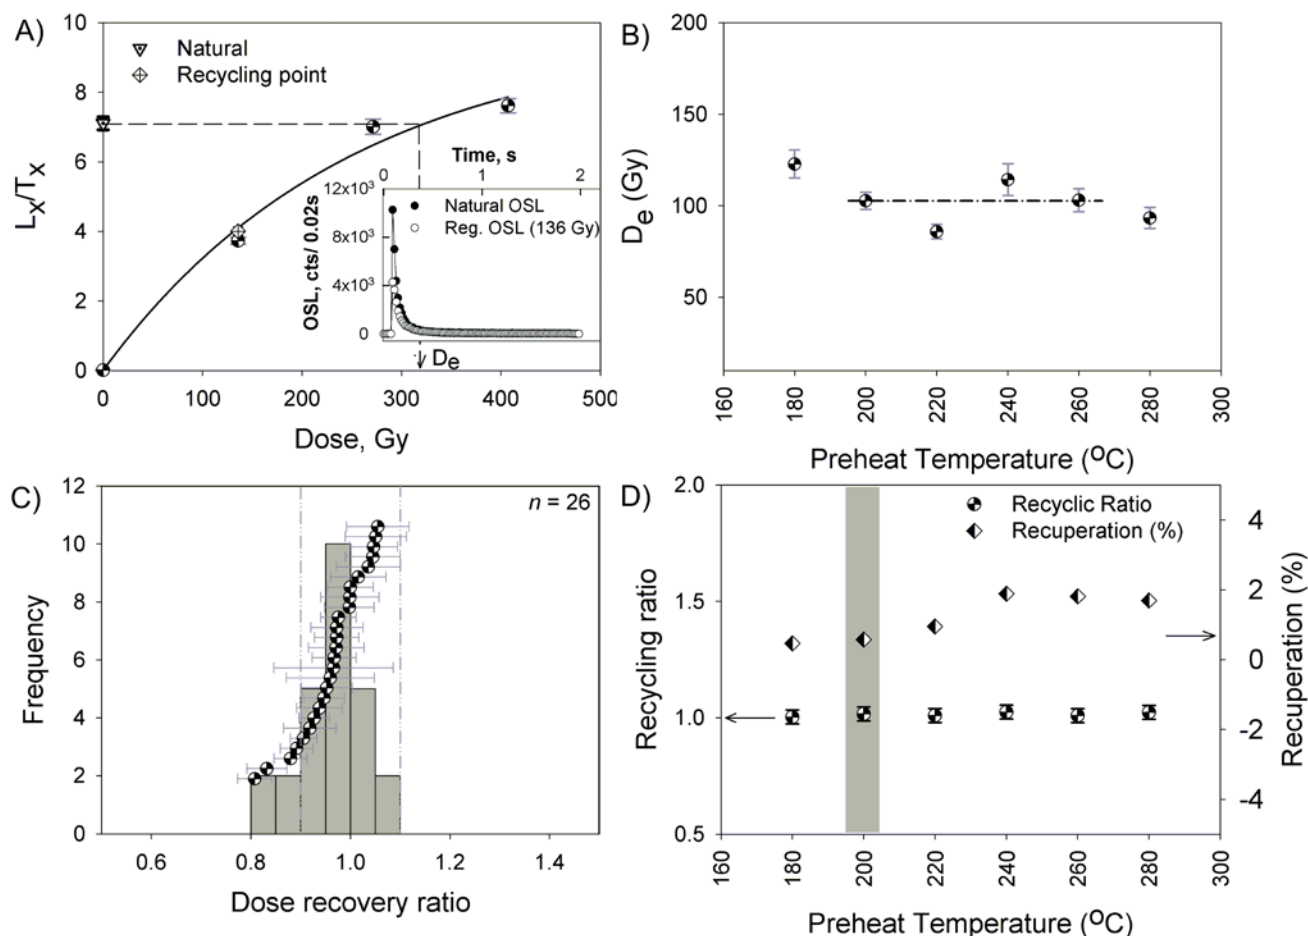 A)
10
8
6
4
2
0
Lx/Tx
Natural
Recycling point
Time, s
0 1 2
12x10³
8x10³
4x10³
0
OSL, cts/ 0.02s
Natural OSL
Reg. OSL (136 Gy)
De
0 100 200 300 400 500
Dose, Gy
B)
200
150
100
50
De (Gy)
160 180 200 220 240 260 280 300
Preheat Temperature (ºC)
C)
12
10
8
6
4
2
0
Frequency
n = 26
0.6 0.8 1.0 1.2 1.4
Dose recovery ratio
D)
2.0
1.5
1.0
0.5
Recycling ratio
Recyclic Ratio
Recuperation (%)
4
2
0
-2
-4
Recuperation (%)
160 180 200 220 240 260 280 300
Preheat Temperature (ºC)